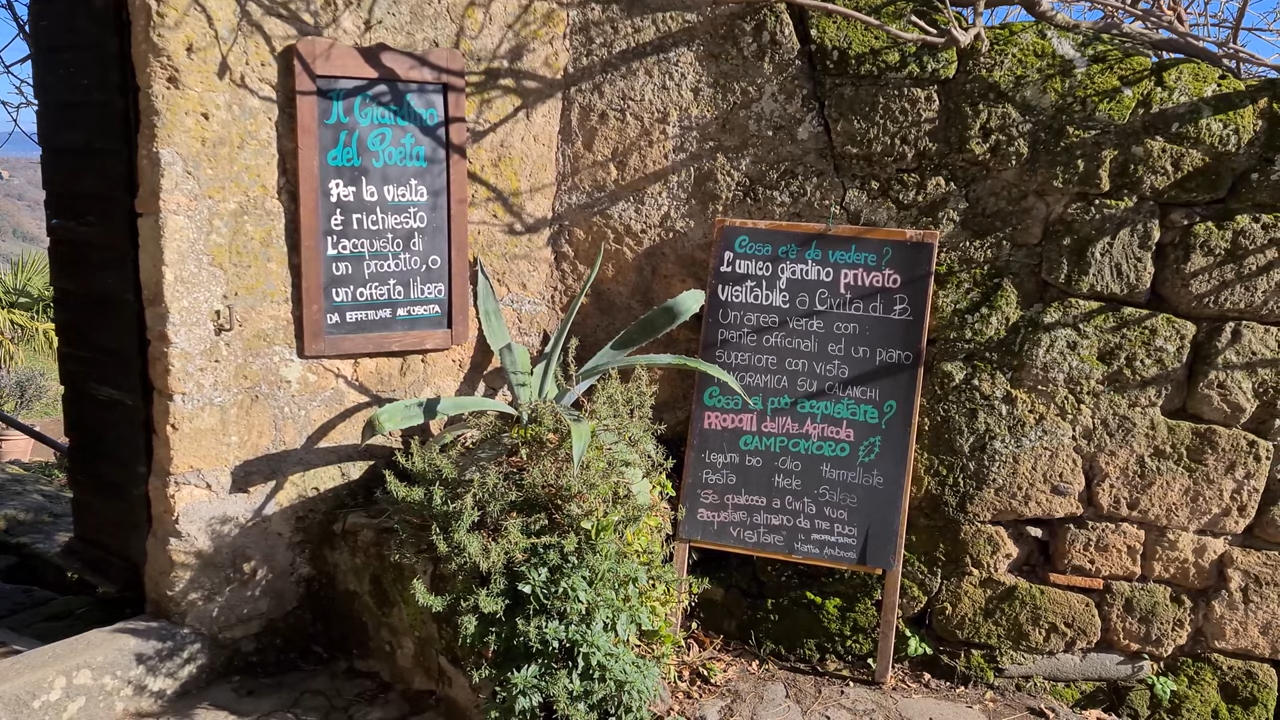 Il Giardino
del Poeta
Per la visita
é richiesto
L'acquisto di
un prodotto, o
un'offerta libera
DA EFFETTUARE ALL'USCITA
Cosa c'è da vedere?
L'unico giardino privato
visitabile a Civita di B.
Un'area verde con:
piante officinali ed un piano
superiore con vista
PANORAMICA SUI CALANCHI
Cosa si può acquistare?
PRODOTTI dell'Az. Agricola
CAMPOMORO
·Legumi bio ·Olio ·Marmellate
·Pasta ·Miele ·Salse
"Se qualcosa a Civita vuoi
acquistare, almeno da me puoi
visitare IL PROPRIETARIO
Mattia Ambrosi